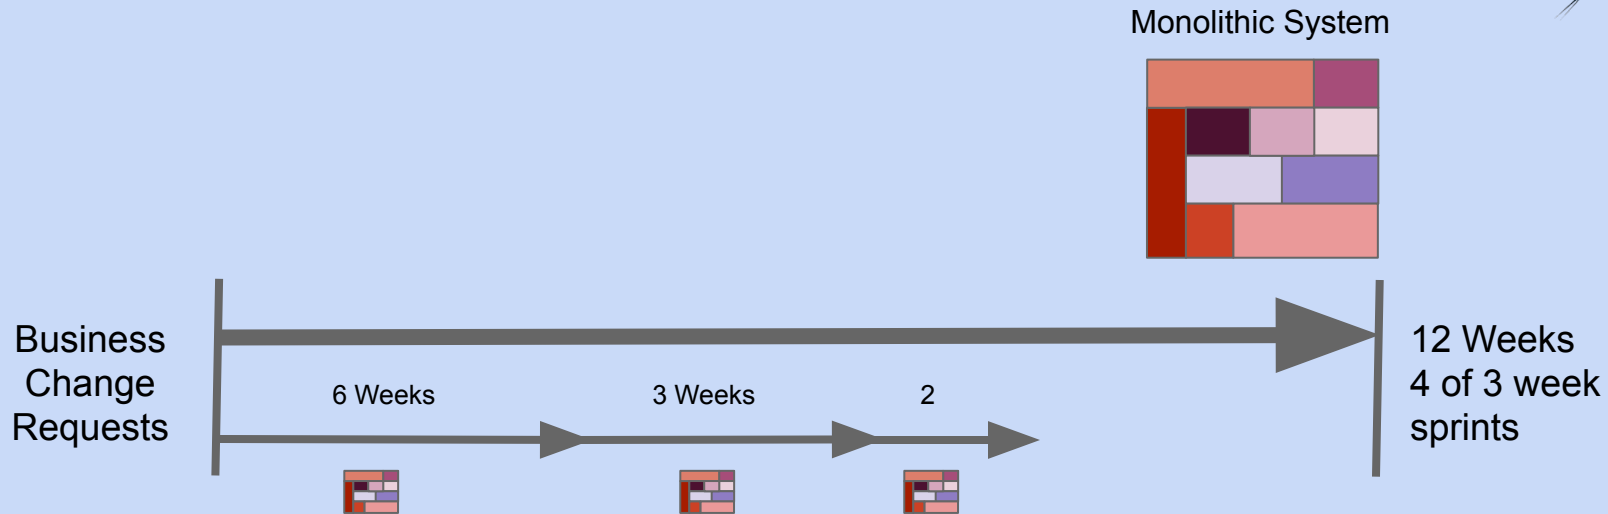 Monolithic System
Business
Change
Requests
6 Weeks
3 Weeks
2
12 Weeks
4 of 3 week
sprints